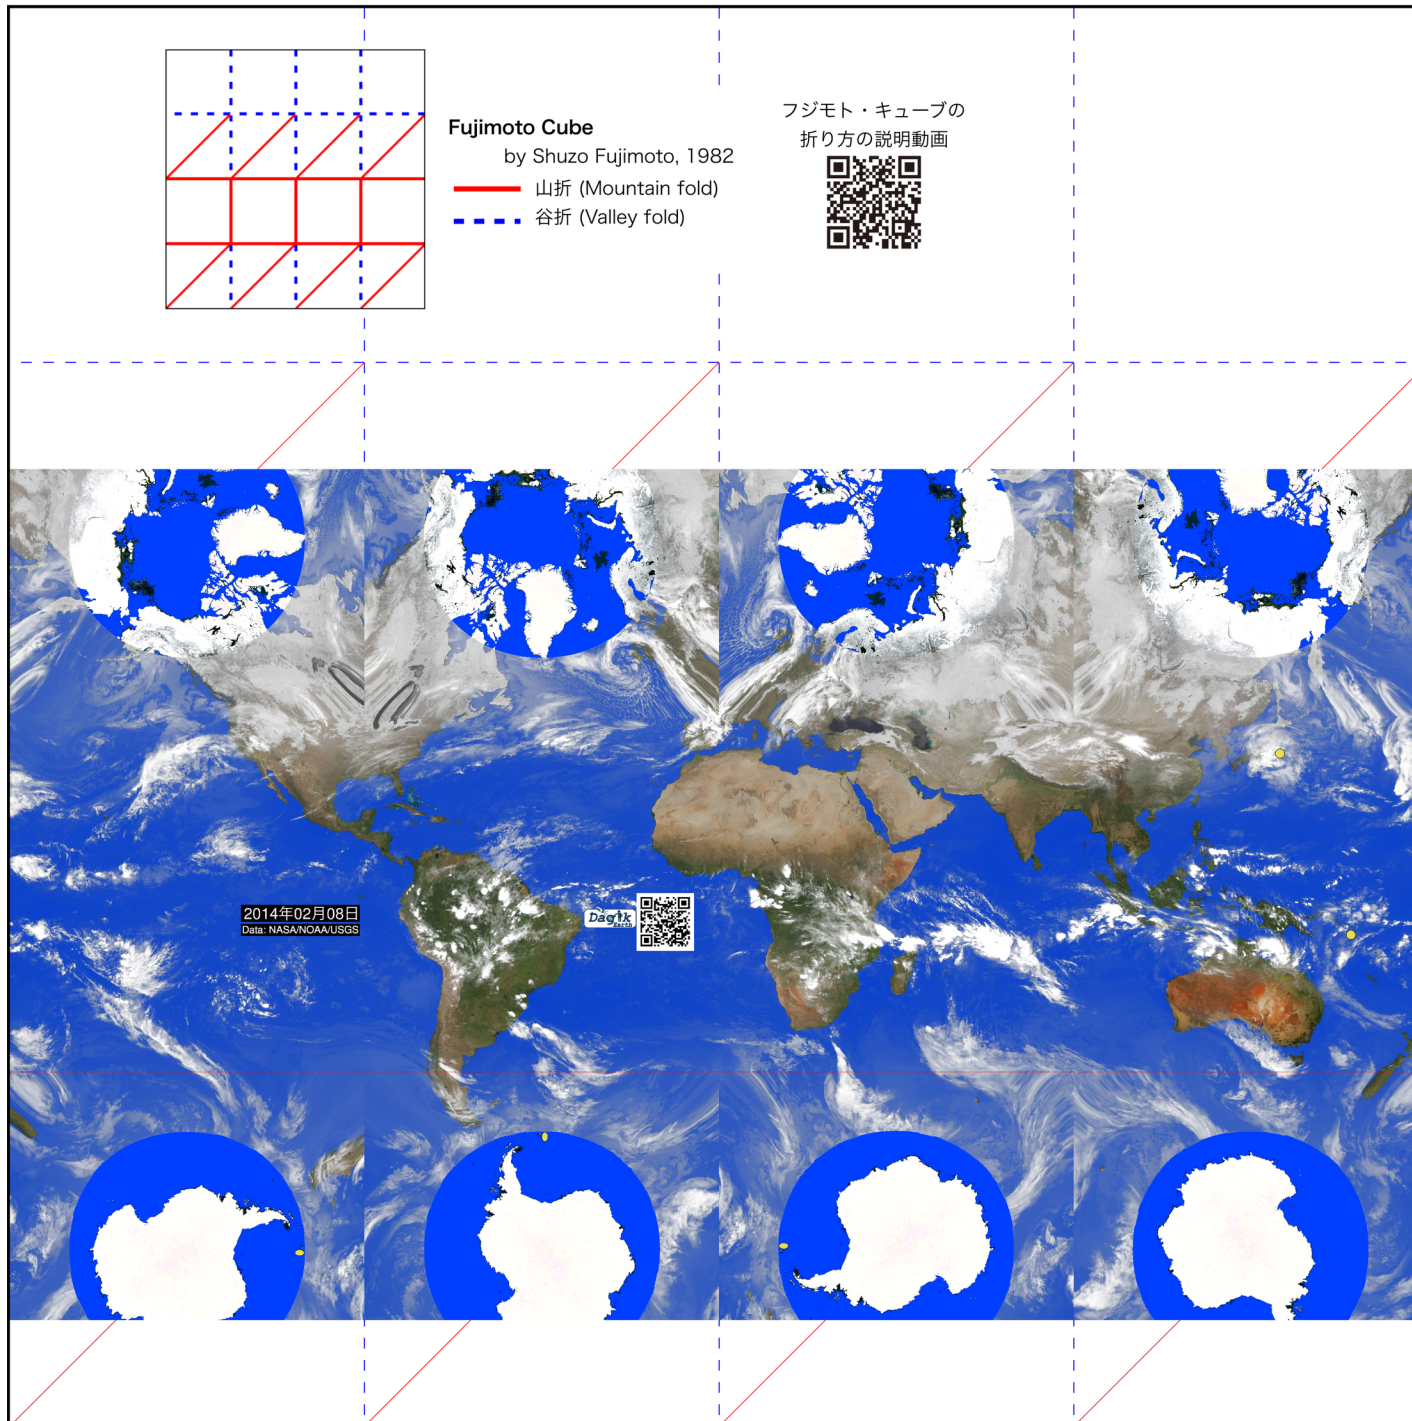 Fujimoto Cube
by Shuzo Fujimoto, 1982
山折 (Mountain fold)
谷折 (Valley fold)
フジモト・キューブの
折り方の説明動画
2014年02月08日
Data: NASA/NOAA/USGS
Dagik
Earth